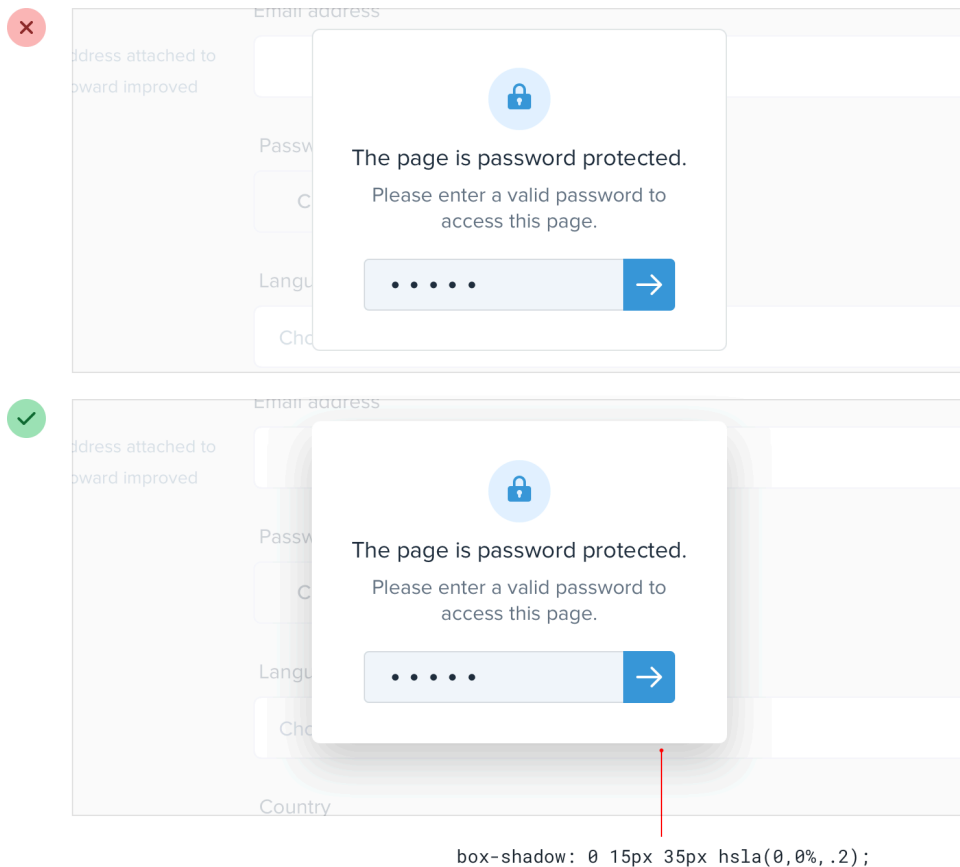 Email address
ddress attached to
oward improved
Passw
The page is password protected.
Please enter a valid password to
access this page.
C
Langu
• • • • •
Cho
Email address
ddress attached to
oward improved
Passw
The page is password protected.
Please enter a valid password to
access this page.
C
Langu
• • • • •
Cho
Country
box-shadow: 0 15px 35px hsla(0,0%,.2);